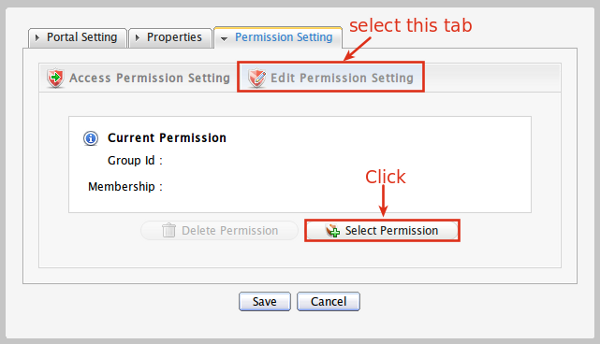 select this tab
Portal Setting Properties Permission Setting
Access Permission Setting Edit Permission Setting
Current Permission
Group Id :
Membership :
Click
Delete Permission Select Permission
Save Cancel